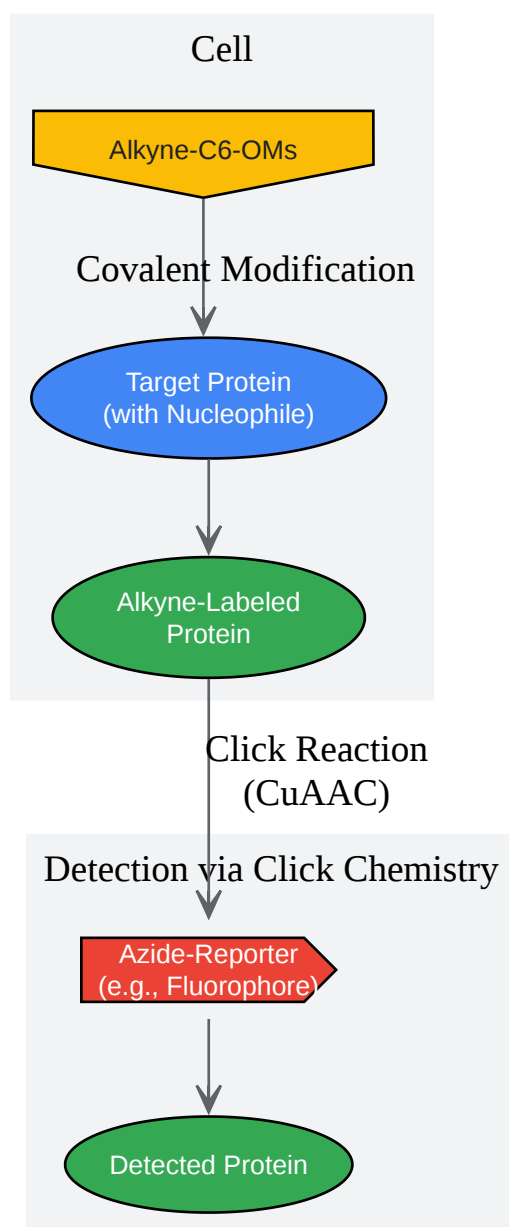 Cell
Alkyne-C6-OMs
Covalent Modification
Target Protein
(with Nucleophile)
Alkyne-Labeled
Protein
Click Reaction
(CuAAC)
Detection via Click Chemistry
Azide-Reporter
(e.g., Fluorophore)
Detected Protein